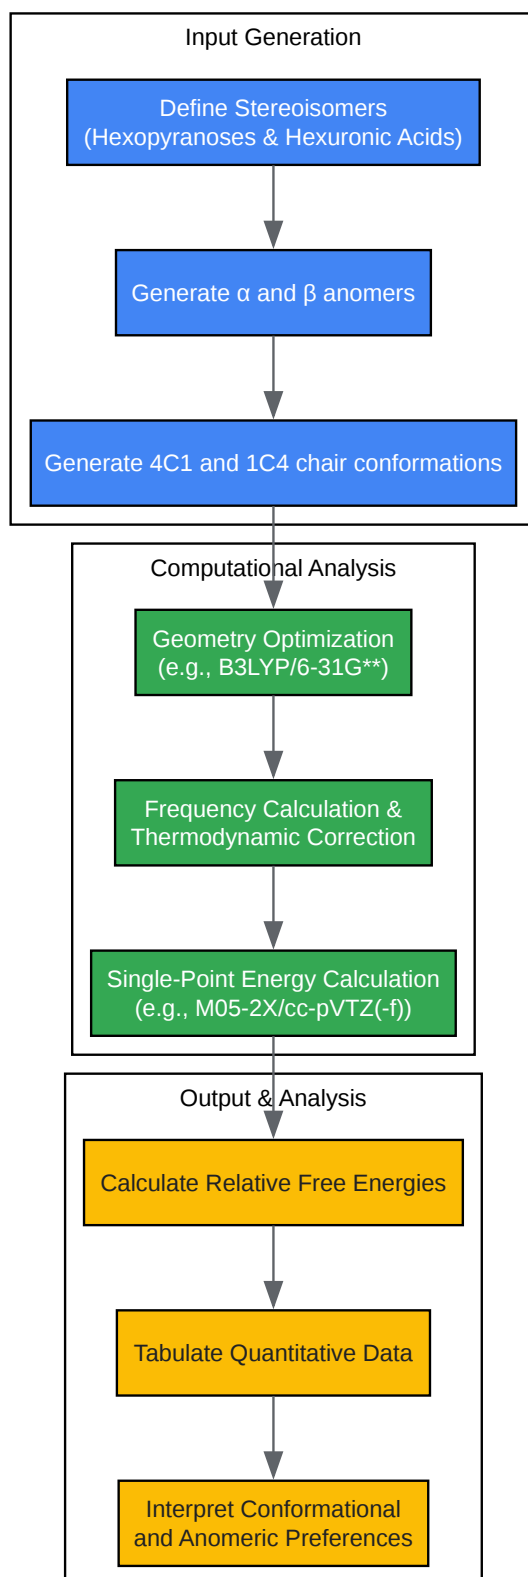 Input Generation
Define Stereoisomers
(Hexopyranoses & Hexuronic Acids)
Generate α and β anomers
Generate 4C1 and 1C4 chair conformations
Computational Analysis
Geometry Optimization
(e.g., B3LYP/6-31G**)
Frequency Calculation &
Thermodynamic Correction
Single-Point Energy Calculation
(e.g., M05-2X/cc-pVTZ(-f))
Output & Analysis
Calculate Relative Free Energies
Tabulate Quantitative Data
Interpret Conformational
and Anomeric Preferences